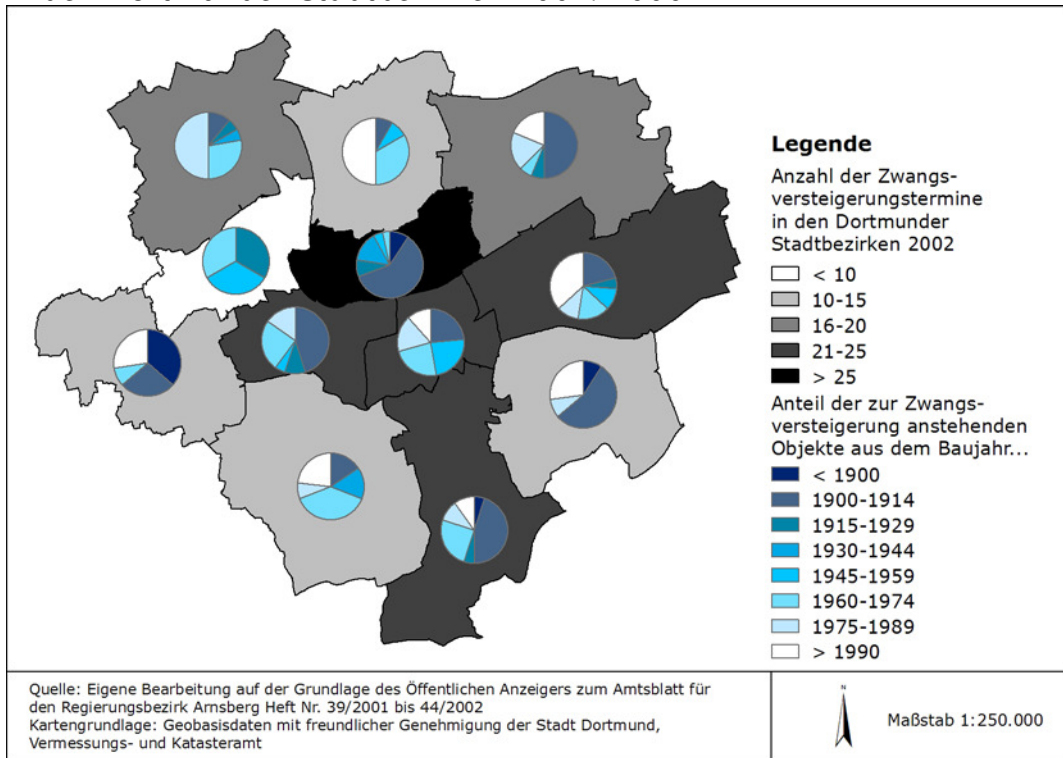 Legende
Anzahl der Zwangs-
versteigerungstermine
in den Dortmunder
Stadtbezirken 2002
< 10
10-15
16-20
21-25
> 25
Anteil der zur Zwangs-
versteigerung anstehenden
Objekte aus dem Baujahr...
< 1900
1900-1914
1915-1929
1930-1944
1945-1959
1960-1974
1975-1989
> 1990
Quelle: Eigene Bearbeitung auf der Grundlage des Öffentlichen Anzeigers zum Amtsblatt für
den Regierungsbezirk Arnsberg Heft Nr. 39/2001 bis 44/2002
Kartengrundlage: Geobasisdaten mit freundlicher Genehmigung der Stadt Dortmund,
Vermessungs- und Katasteramt
N
Maßstab 1:250.000